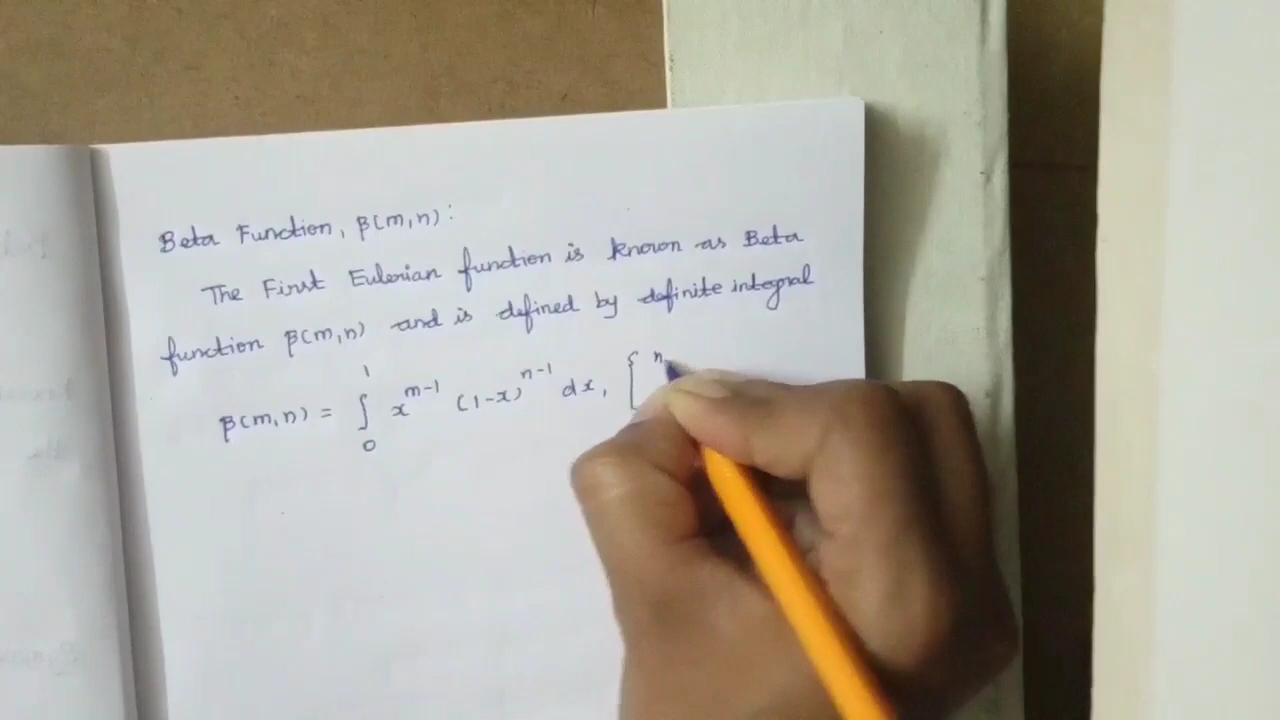 Beta Function, β(m,n):
The First Eulerian function is known as Beta
function β(m,n) and is defined by definite integral
β(m,n) = ∫₀¹ x^(m-1) (1-x)^(n-1) dx, {